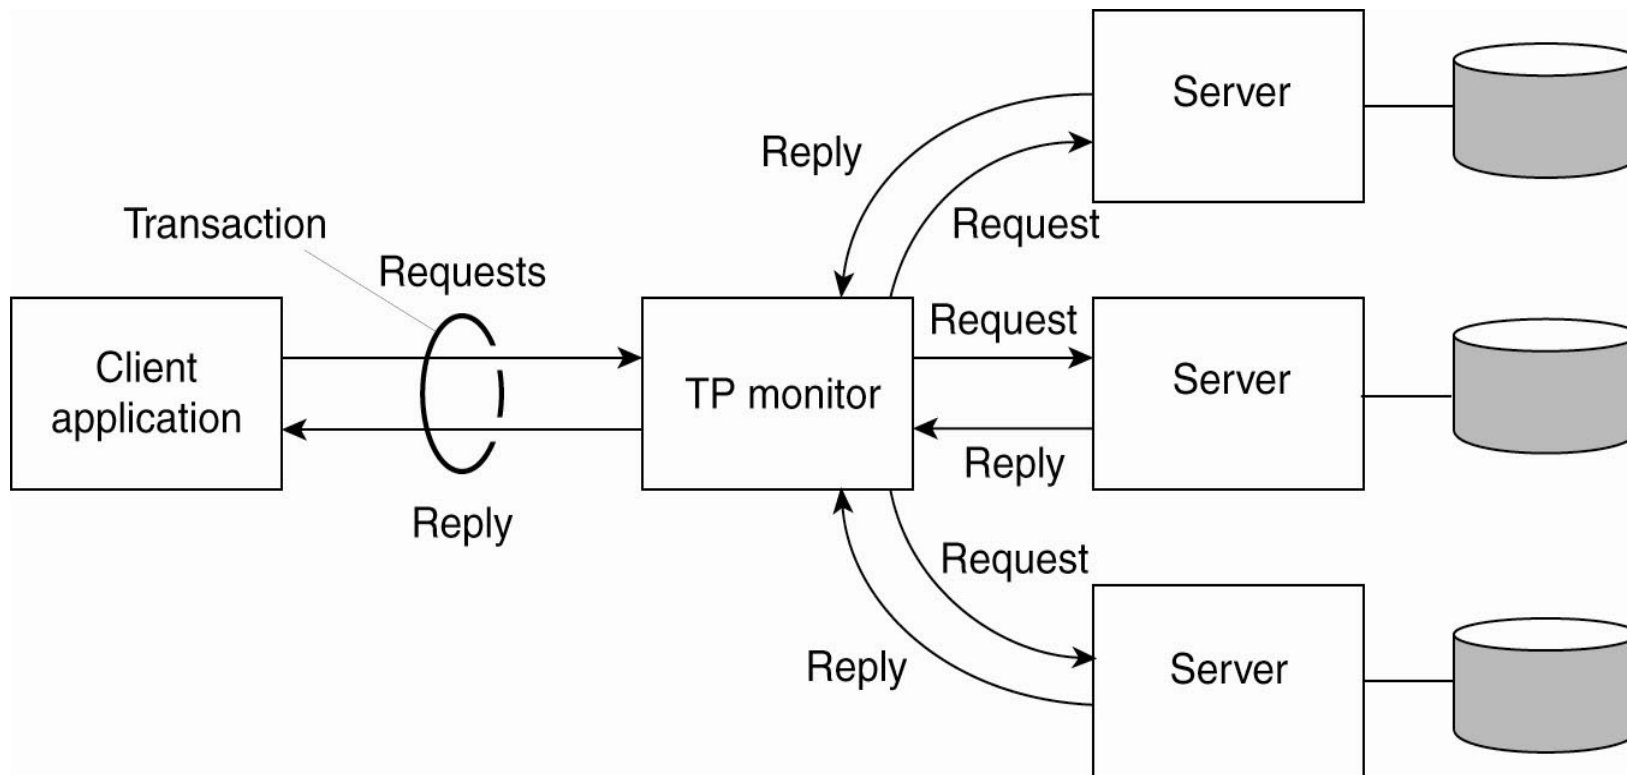 Server
Reply
Transaction
Request
Requests
Request
Client
application
TP monitor
Server
Reply
Reply
Request
Reply
Server